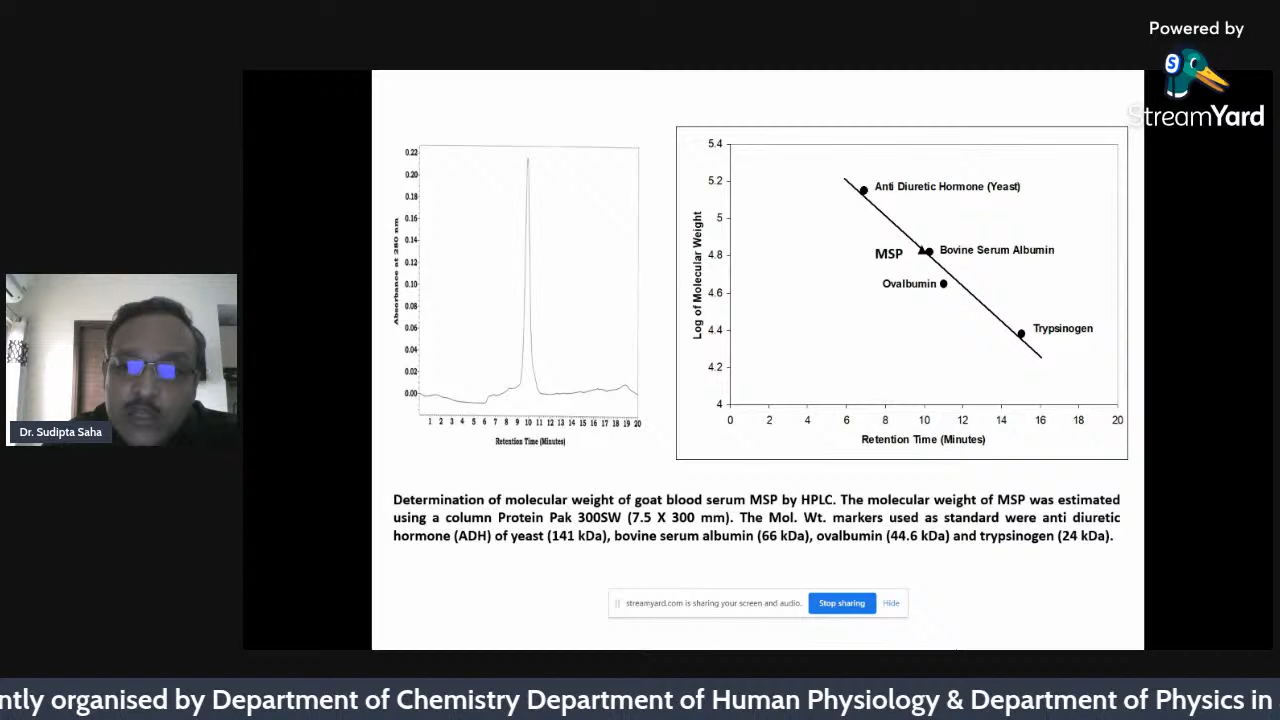 Powered by
StreamYard
0.22
0.20
0.18
0.16
0.14
0.12
0.10
0.08
0.06
0.04
0.02
0.00
Absorbance at 280 nm
1 2 3 4 5 6 7 8 9 10 11 12 13 14 15 16 17 18 19 20
Retention Time (Minutes)
5.4
5.2
5
4.8
4.6
4.4
4.2
4
Log of Molecular Weight
Anti Diuretic Hormone (Yeast)
MSP
Bovine Serum Albumin
Ovalbumin
Trypsinogen
0 2 4 6 8 10 12 14 16 18 20
Retention Time (Minutes)
Dr. Sudipta Saha
Determination of molecular weight of goat blood serum MSP by HPLC. The molecular weight of MSP was estimated
using a column Protein Pak 300SW (7.5 X 300 mm). The Mol. Wt. markers used as standard were anti diuretic
hormone (ADH) of yeast (141 kDa), bovine serum albumin (66 kDa), ovalbumin (44.6 kDa) and trypsinogen (24 kDa).
streamyard.com is sharing your screen and audio. Stop sharing Hide
ntly organised by Department of Chemistry Department of Human Physiology & Department of Physics in